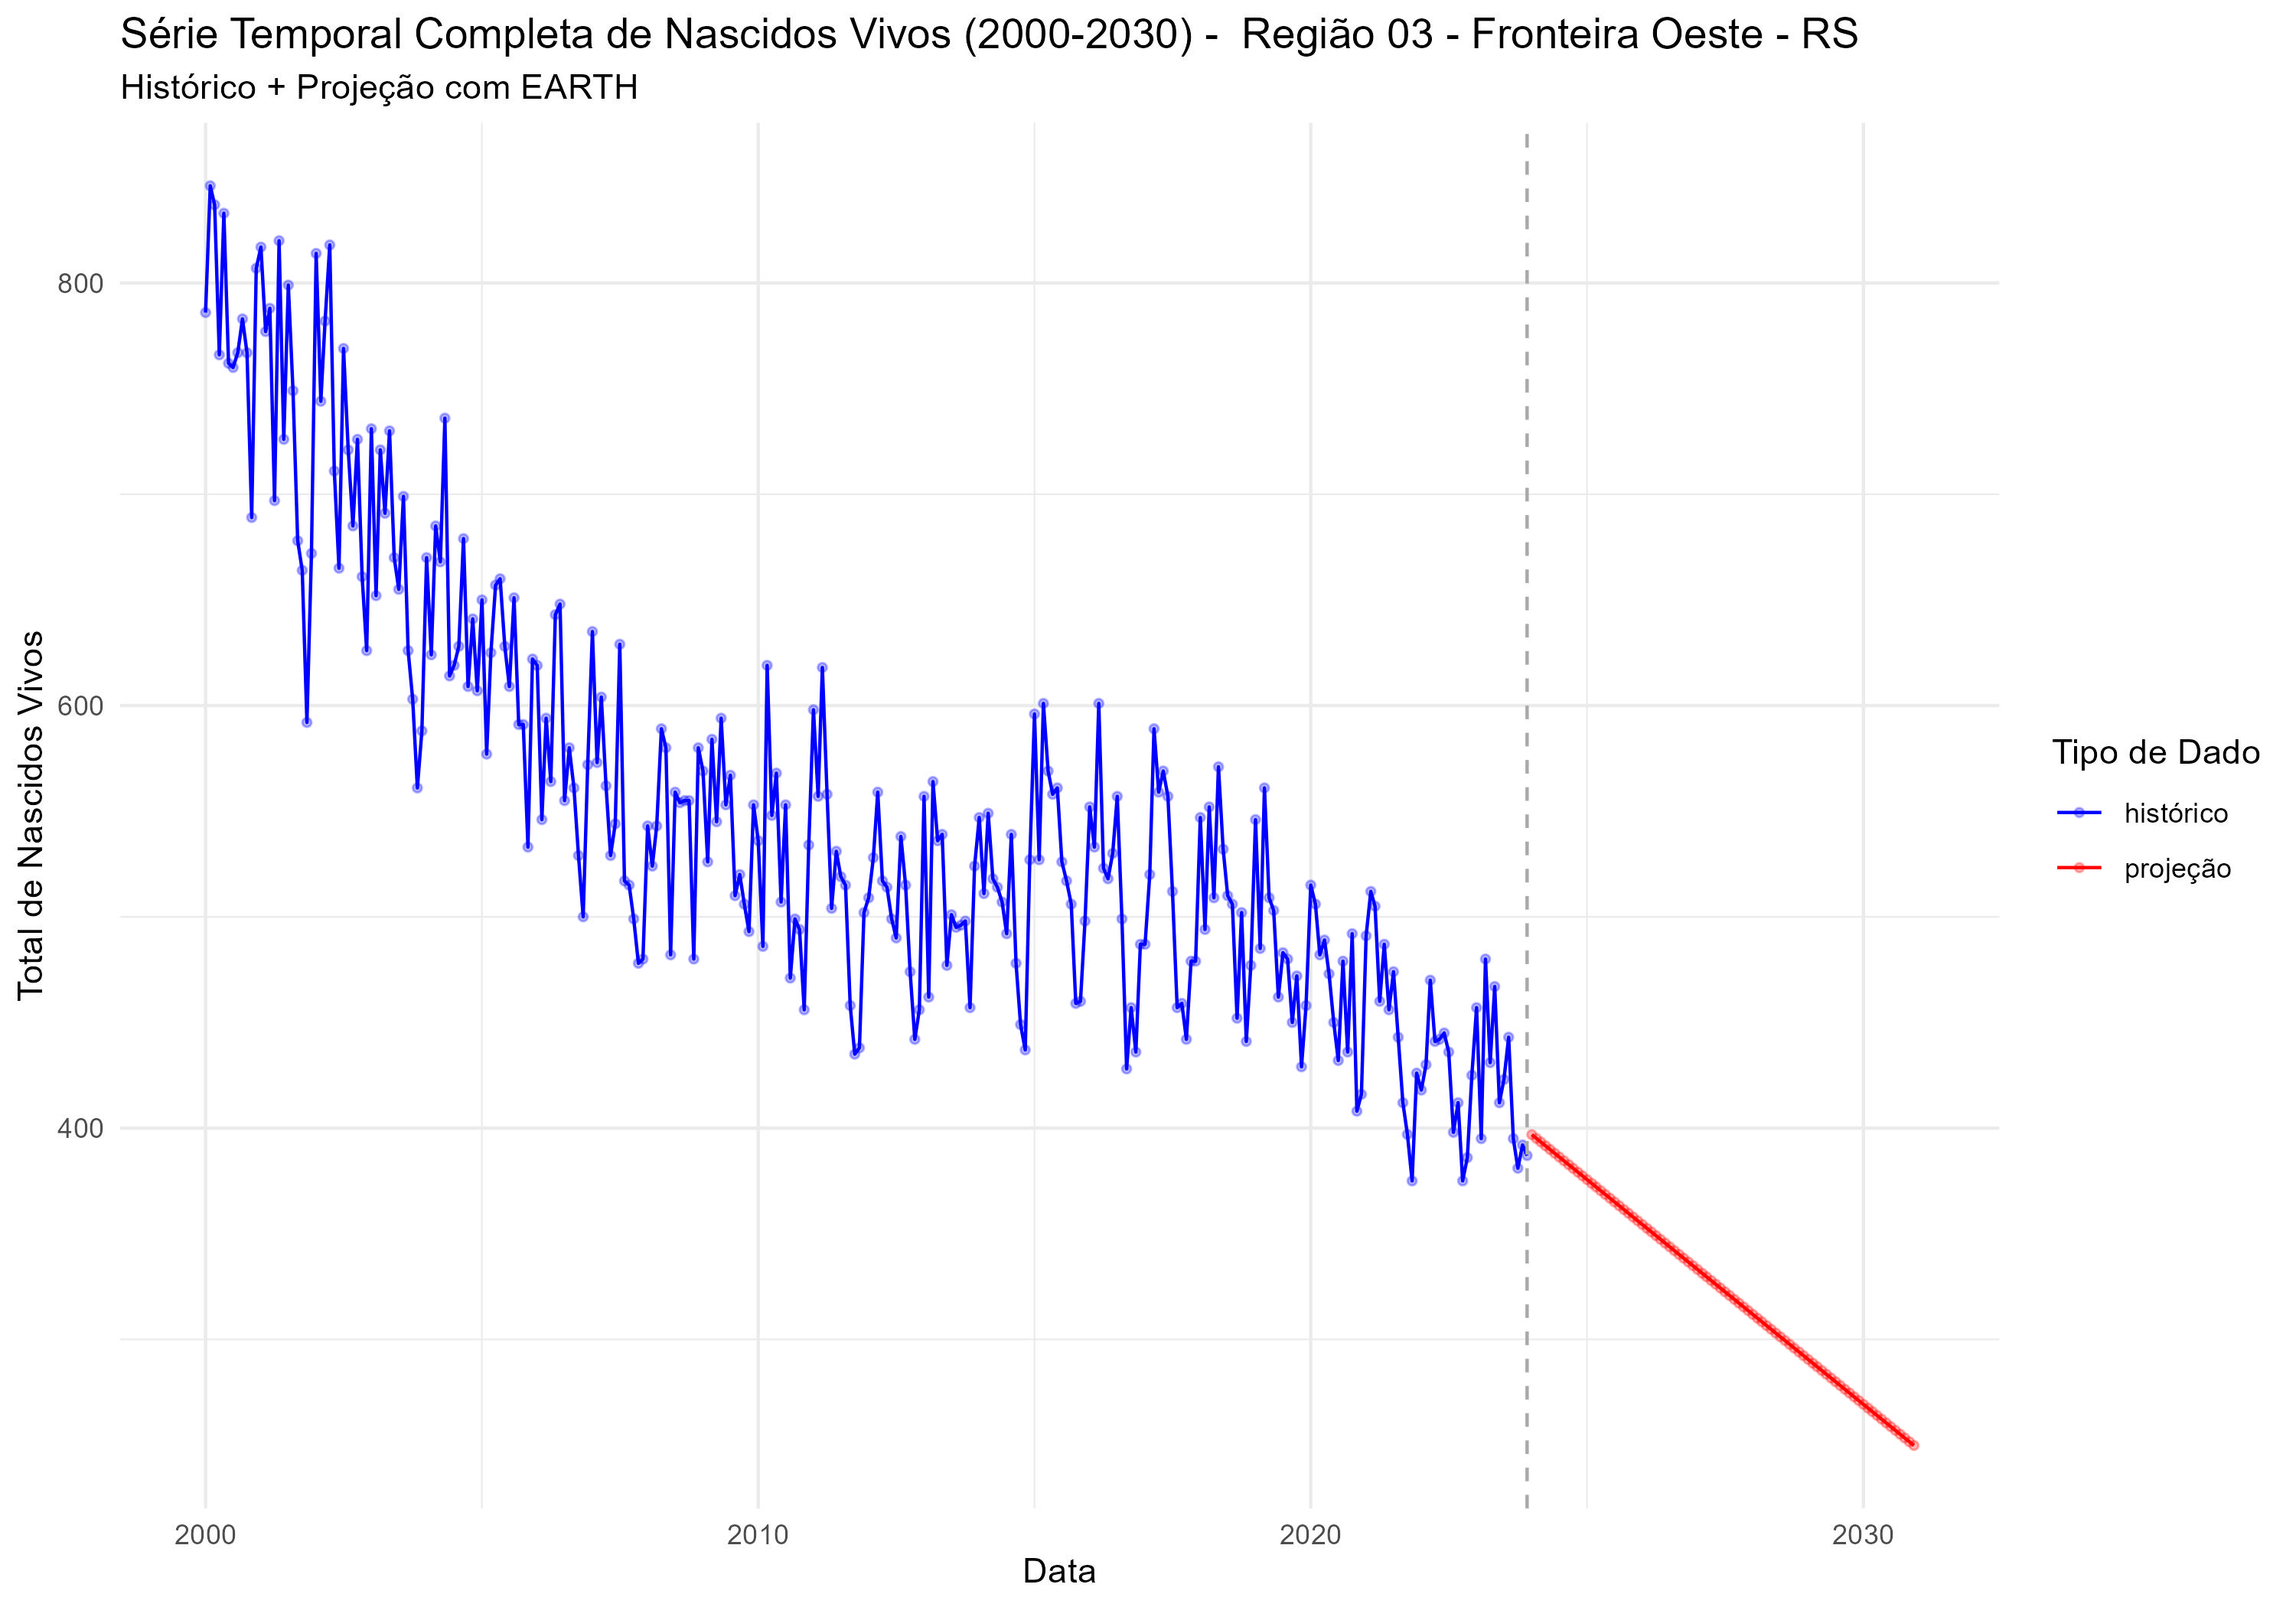 Série Temporal Completa de Nascidos Vivos (2000-2030) -  Região 03 - Fronteira Oeste - RS
Histórico + Projeção com EARTH
Total de Nascidos Vivos
800
600
400
2000
2010
2020
2030
Data
Tipo de Dado
histórico
projeção